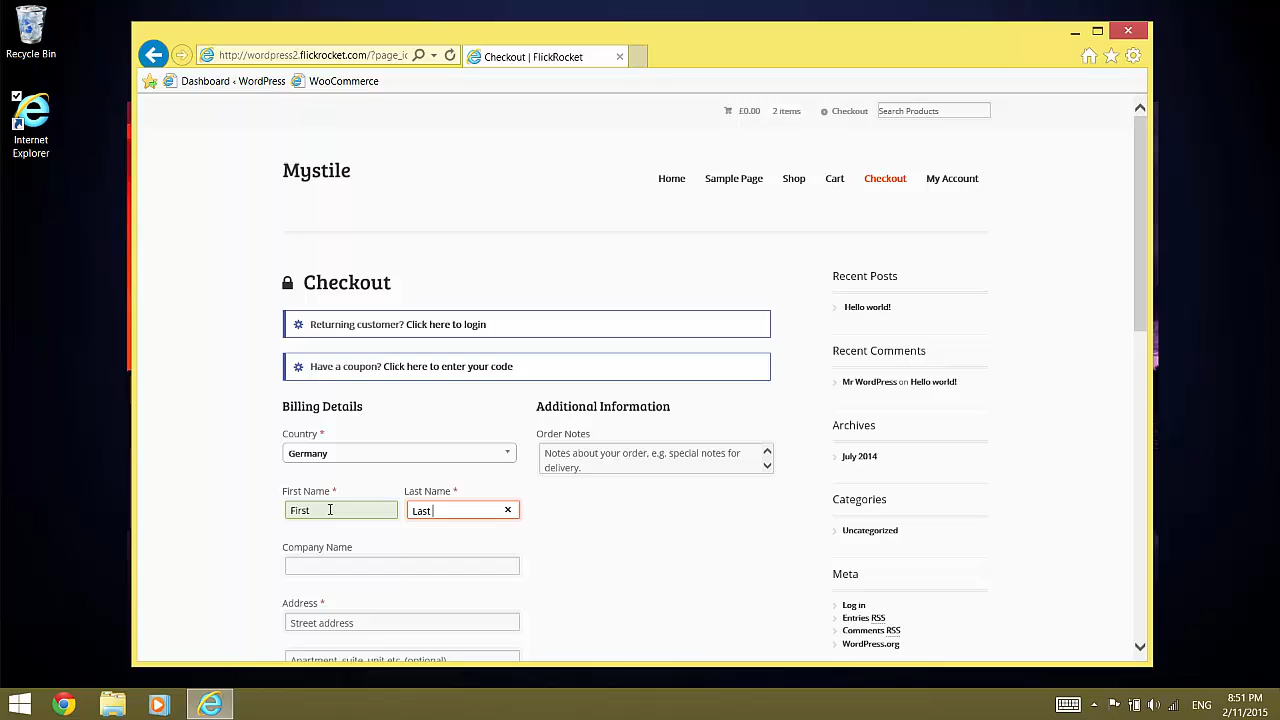 Recycle Bin
Internet
Explorer
http://wordpress2.flickrocket.com/?page_ic
Checkout | FlickRocket
Dashboard ‹ WordPress
WooCommerce
£0.00 2 items Checkout Search Products
Mystile
Home Sample Page Shop Cart Checkout My Account
Checkout
Returning customer? Click here to login
Have a coupon? Click here to enter your code
Billing Details
Country *
Germany
First Name * Last Name *
First Last
Company Name
Address *
Street address
Apartment, suite, unit etc. (optional)
Additional Information
Order Notes
Notes about your order, e.g. special notes for
delivery.
Recent Posts
Hello world!
Recent Comments
Mr WordPress on Hello world!
Archives
July 2014
Categories
Uncategorized
Meta
Log in
Entries RSS
Comments RSS
WordPress.org
ENG
8:51 PM
2/11/2015